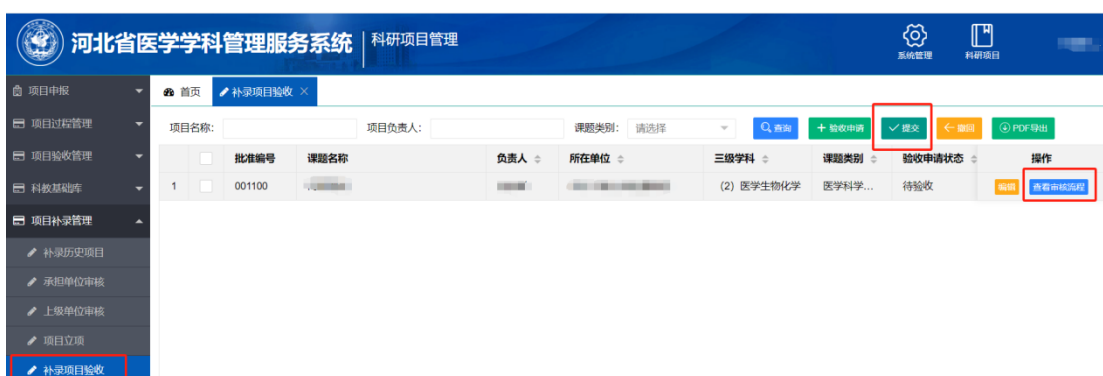 河北省医学学科管理服务系统 科研项目管理
系统管理 科研项目
项目申报 首页 补录项目验收 ×
项目过程管理 项目名称: 项目负责人: 课题类别: 请选择 查询 验收申请 提交 撤回 PDF导出
项目验收管理 批准编号 课题名称 负责人 所在单位 三级学科 课题类别 验收申请状态 操作
科教基础库 1 001100 (2) 医学生物化学 医学科学... 待验收 编辑 查看审核流程
项目补录管理
补录历史项目
承担单位审核
上级单位审核
项目立项
补录项目验收